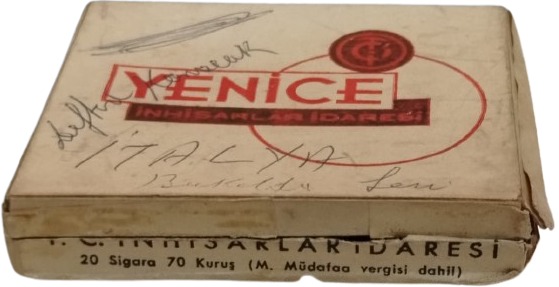 YENİCE
İNHİSARLAR İDARESİ
İTALYA
T. C. İNHİSARLAR İDARESİ
20 Sigara 70 Kuruş (M. Müdafaa vergisi dahil)